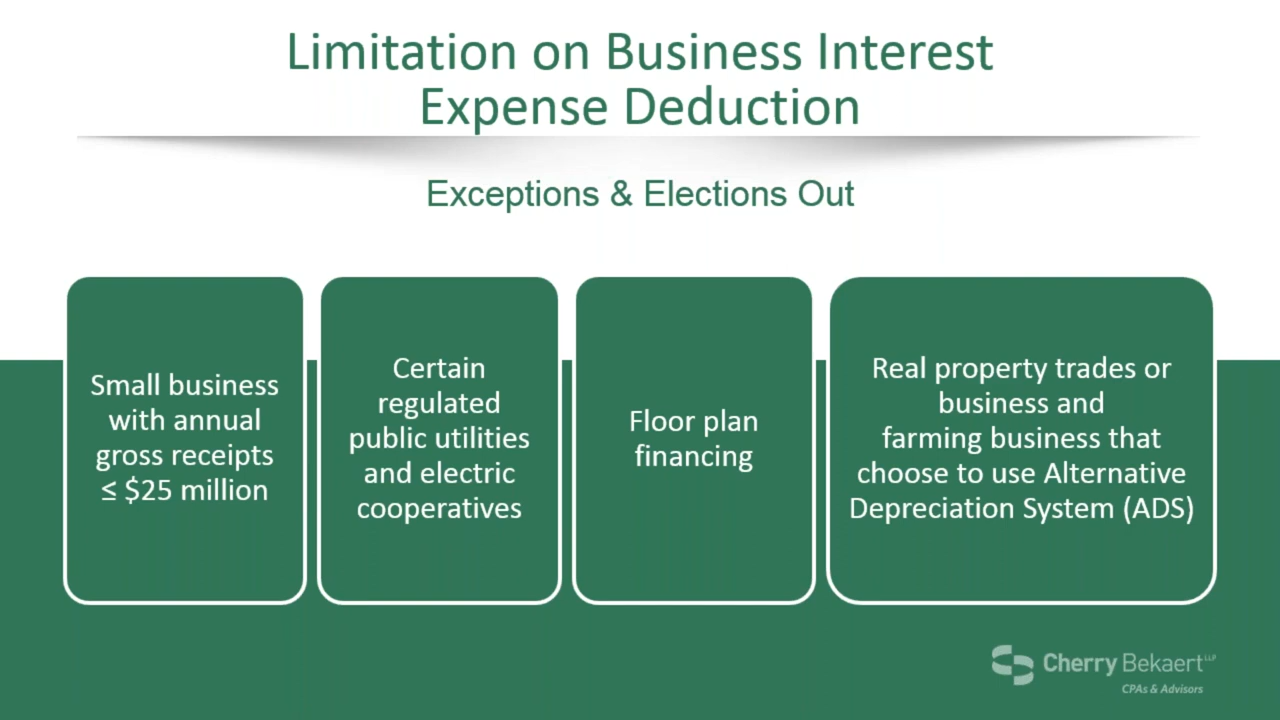 Limitation on Business Interest
Expense Deduction
Exceptions & Elections Out
Small business
with annual
gross receipts
≤ $25 million
Certain
regulated
public utilities
and electric
cooperatives
Floor plan
financing
Real property trades or
business and
farming business that
choose to use Alternative
Depreciation System (ADS)
Cherry Bekaert LLP
CPAs & Advisors